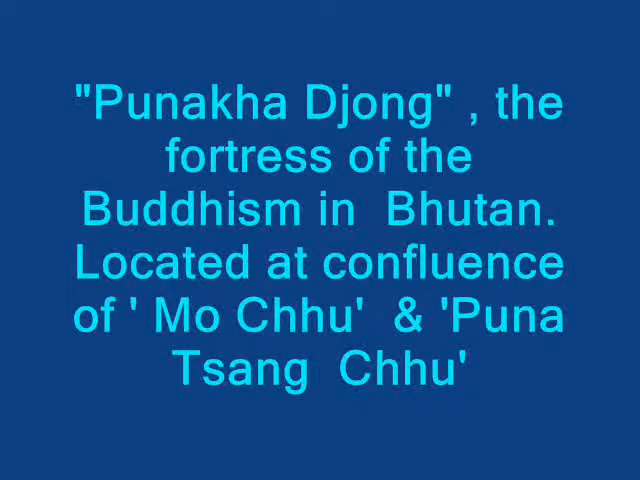 "Punakha Djong" , the
fortress of the
Buddhism in  Bhutan.
Located at confluence
of ' Mo Chhu'  & 'Puna
Tsang  Chhu'